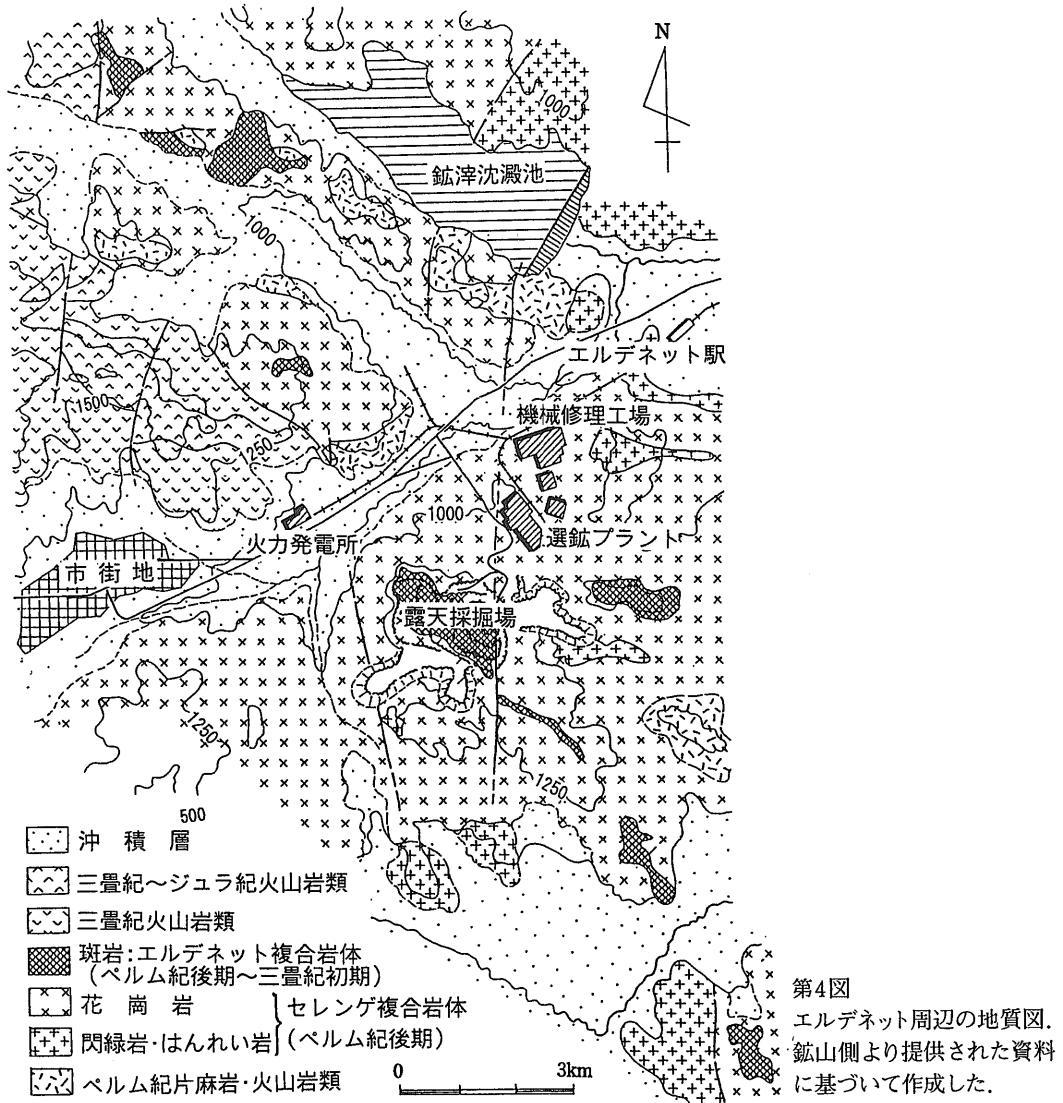 N
1000
鉱滓沈澱池
1000
エルデネット駅
機械修理工場
1500
250
1000
選鉱プラント
火力発電所
市街地
露天採掘場
1250
1250
500
沖積層
三畳紀~ジュラ紀火山岩類
三畳紀火山岩類
斑岩:エルデネット複合岩体
(ペルム紀後期~三畳紀初期)
花崗岩
セレンゲ複合岩体
(ペルム紀後期)
閃緑岩・はんれい岩
ペルム紀片麻岩・火山岩類
0 3km
第4図
エルデネット周辺の地質図.
鉱山側より提供された資料
に基づいて作成した.